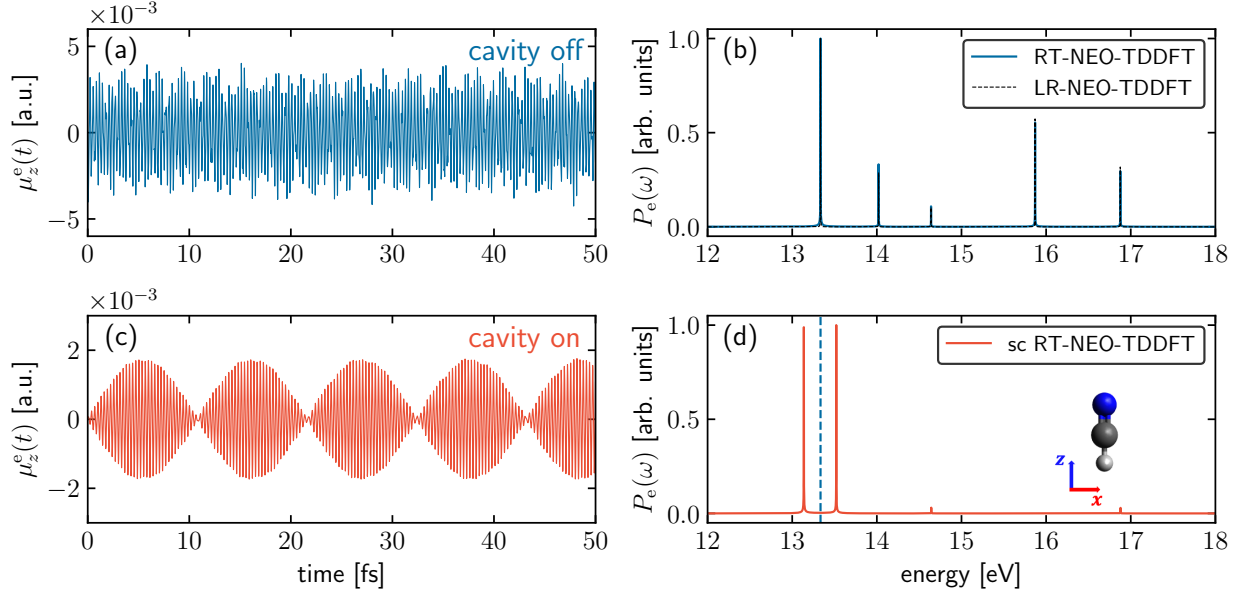 ×10⁻³
(a)
cavity off
5
0
−5
μₑᶻ(t) [a.u.]
0 10 20 30 40 50
(b)
RT-NEO-TDDFT
LR-NEO-TDDFT
1.0
0.5
0.0
Pₑ(ω) [arb. units]
12 13 14 15 16 17 18
×10⁻³
(c)
cavity on
2
0
−2
μₑᶻ(t) [a.u.]
0 10 20 30 40 50
time [fs]
(d)
sc RT-NEO-TDDFT
1.0
0.5
0.0
Pₑ(ω) [arb. units]
z
x
12 13 14 15 16 17 18
energy [eV]